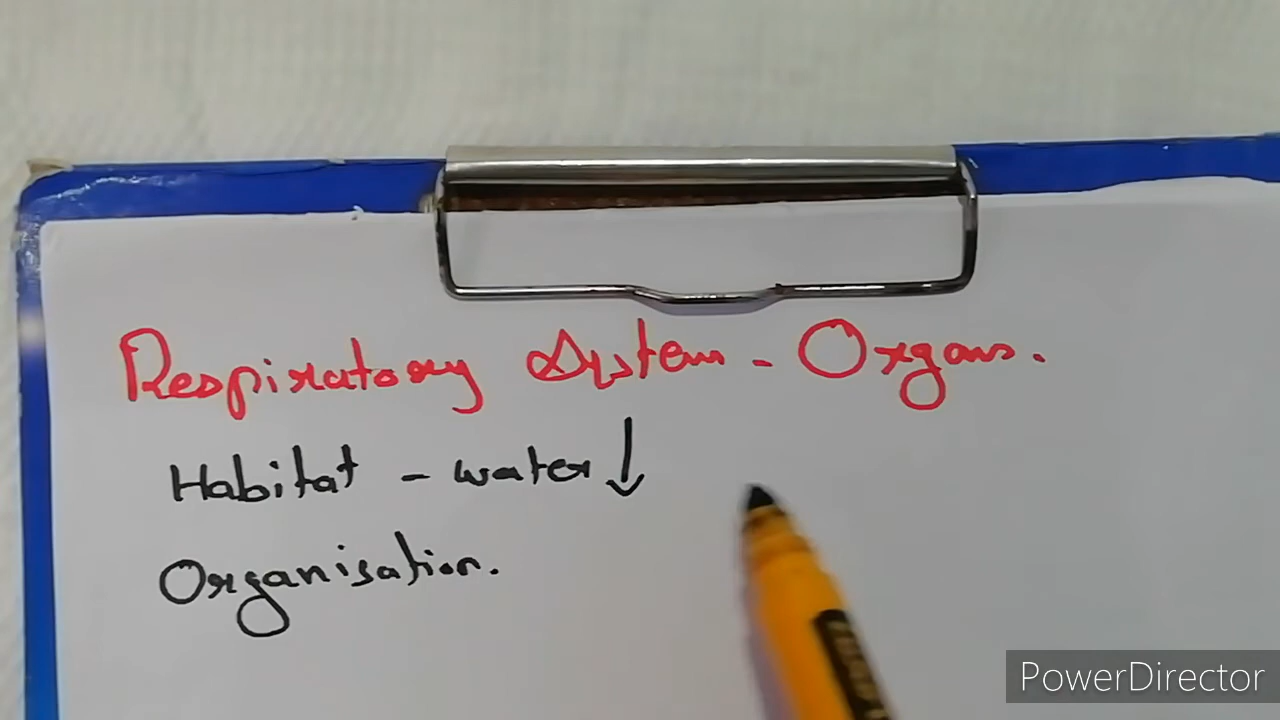 Respiratory System - Organs.
Habitat - water ↓
Organisation.
PowerDirector